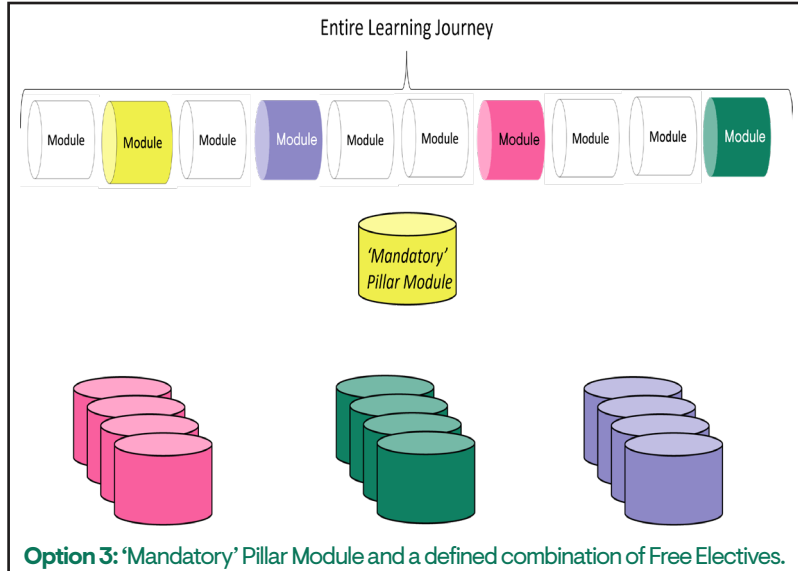 Entire Learning Journey
Module Module Module Module Module Module Module Module Module Module
‘Mandatory’
Pillar Module
Option 3: ‘Mandatory’ Pillar Module and a defined combination of Free Electives.